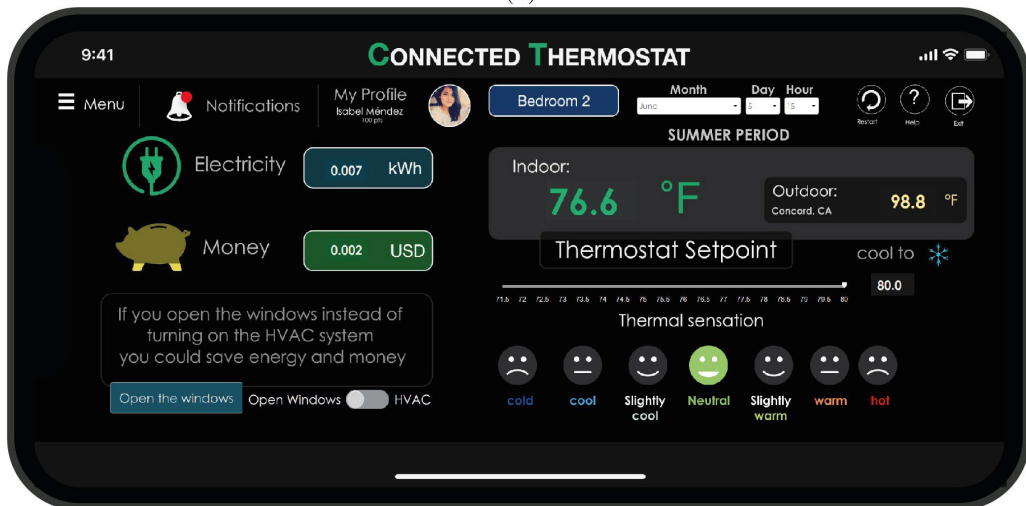 9:41
CONNECTED THERMOSTAT
Menu
Notifications
My Profile
Isabel Méndez
100 pts
Bedroom 2
Month
June
Day
5
Hour
15
Restart
?
Help
Exit
SUMMER PERIOD
Electricity
0.007 kWh
Money
0.002 USD
If you open the windows instead of
turning on the HVAC system
you could save energy and money
Open the windows
Open Windows
HVAC
Indoor:
76.6 °F
Outdoor:
Concord, CA
98.8 °F
Thermostat Setpoint
cool to
80.0
71.5 72 72.5 73 73.5 74 74.5 75 75.5 76 76.5 77 77.5 78 78.5 79 79.5 80
Thermal sensation
cold
cool
Slightly
cool
Neutral
Slightly
warm
warm
hot